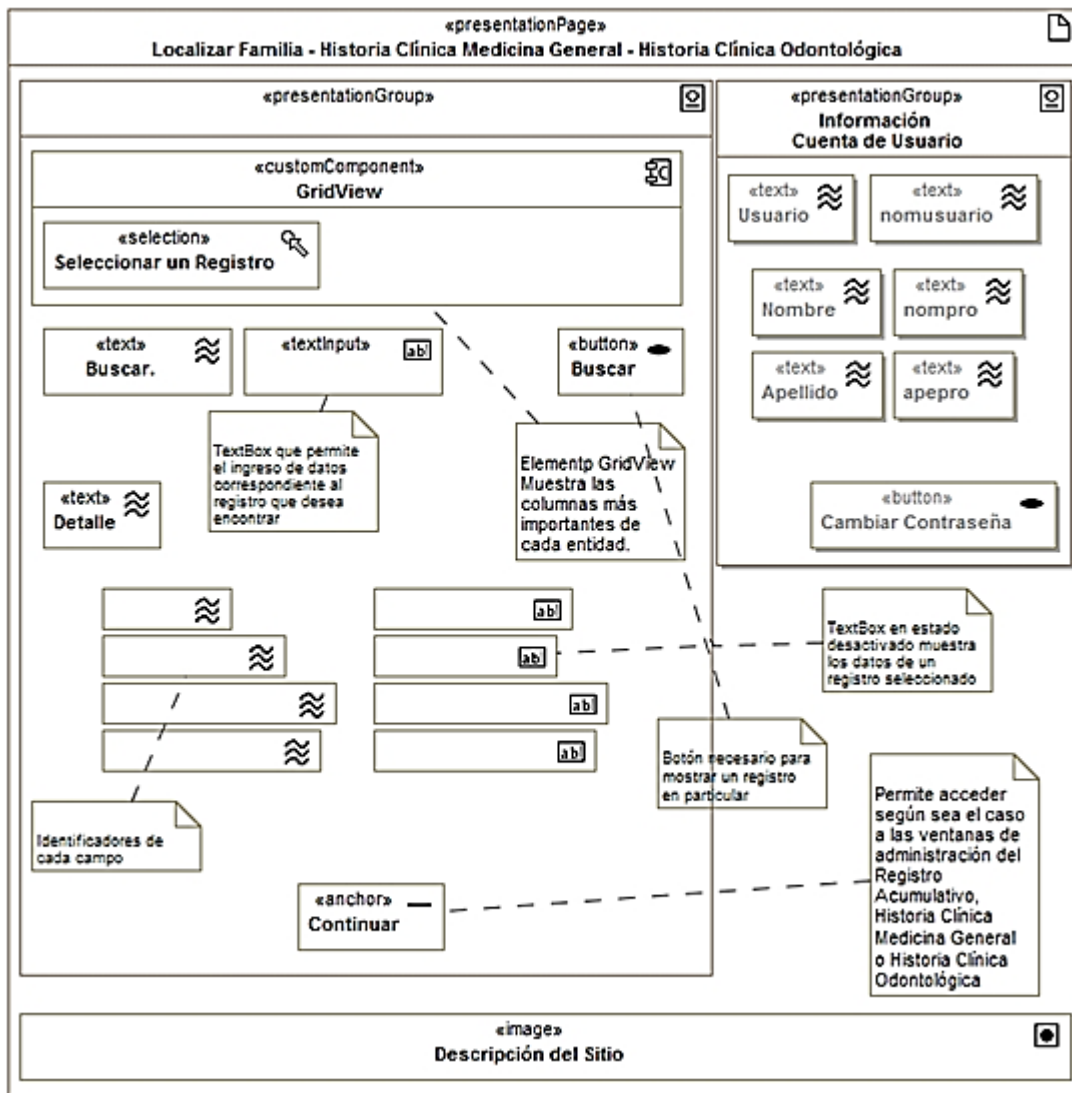 «presentationPage»
Localizar Familia - Historia Clínica Medicina General - Historia Clínica Odontológica
«presentationGroup»
«customComponent»
GridView
«selection»
Seleccionar un Registro
«text»
Buscar.
«textInput»
ab|
«button»
Buscar
TextBox que permite
el ingreso de datos
correspondiente al
registro que desea
encontrar
Elementp GridView
Muestra las
columnas más
importantes de
cada entidad.
«text»
Detalle
ab|
ab|
ab|
ab|
Identificadores de
cada campo
Botón necesario para
mostrar un registro
en particular
«anchor»
Continuar
«presentationGroup»
Información
Cuenta de Usuario
«text»
Usuario
«text»
nomusuario
«text»
Nombre
«text»
nompro
«text»
Apellido
«text»
apepro
«button»
Cambiar Contraseña
TextBox en estado
desactivado muestra
los datos de un
registro seleccionado
Permite acceder
según sea el caso
a las ventanas de
administración del
Registro
Acumulativo,
Historia Clínica
Medicina General
o Historia Clínica
Odontológica
«image»
Descripción del Sitio